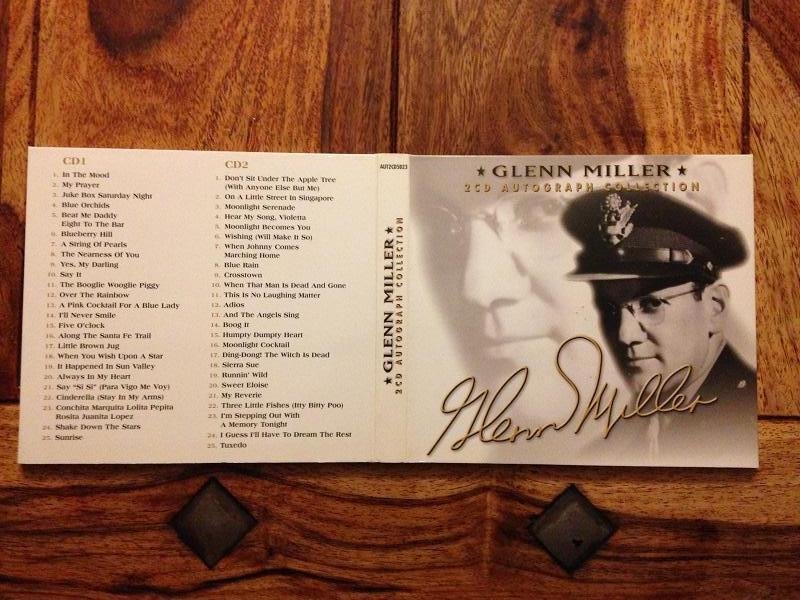 CD1
1. In The Mood
2. My Prayer
3. Juke Box Saturday Night
4. Blue Orchids
5. Beat Me Daddy
Eight To The Bar
6. Blueberry Hill
7. A String Of Pearls
8. The Nearness Of You
9. Yes, My Darling
10. Say It
11. The Booglie Wooglie Piggy
12. Over The Rainbow
13. A Pink Cocktail For A Blue Lady
14. I'll Never Smile
15. Five O'clock
16. Along The Santa Fe Trail
17. Little Brown Jug
18. When You Wish Upon A Star
19. It Happened In Sun Valley
20. Always In My Heart
21. Say "Si Si" (Para Vigo Me Voy)
22. Cinderella (Stay In My Arms)
23. Conchita Marquita Lolita Pepita
Rosita Juanita Lopez
24. Shake Down The Stars
25. Sunrise
CD2
1. Don't Sit Under The Apple Tree
(With Anyone Else But Me)
2. On A Little Street In Singapore
3. Moonlight Serenade
4. Hear My Song, Violetta
5. Moonlight Becomes You
6. Wishing (Will Make It So)
7. When Johnny Comes
Marching Home
8. Blue Rain
9. Crosstown
10. When That Man Is Dead And Gone
11. This Is No Laughing Matter
12. Adios
13. And The Angels Sing
14. Boog It
15. Humpty Dumpty Heart
16. Moonlight Cocktail
17. Ding-Dong! The Witch Is Dead
18. Sierra Sue
19. Runnin' Wild
20. Sweet Eloise
21. My Reverie
22. Three Little Fishes (Itty Bitty Poo)
23. I'm Stepping Out With
A Memory Tonight
24. I Guess I'll Have To Dream The Rest
25. Tuxedo
AUT2CD5023
★ GLENN MILLER ★
2CD AUTOGRAPH COLLECTION
★ GLENN MILLER ★
2CD AUTOGRAPH COLLECTION
Glenn Miller